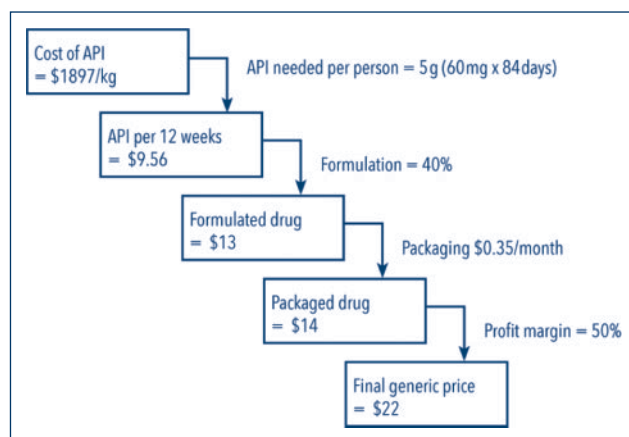 Cost of API
= $1897/kg
API needed per person = 5g (60mg x 84days)
API per 12 weeks
= $9.56
Formulation = 40%
Formulated drug
= $13
Packaging $0.35/month
Packaged drug
= $14
Profit margin = 50%
Final generic price
= $22